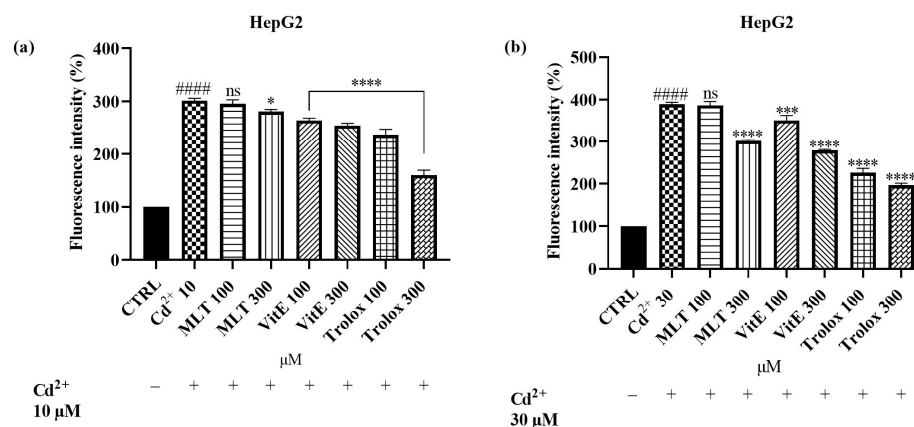 HepG2
(a)
Fluorescence intensity (%)
400
300
200
100
0
####
ns
*
****
CTRL
Cd²⁺ 10
MLT 100
MLT 300
VitE 100
VitE 300
Trolox 100
Trolox 300
µM
Cd²⁺
10 µM
– + + + + + + +
HepG2
(b)
Fluorescence intensity (%)
500
400
300
200
100
0
####
ns
****
***
****
****
****
CTRL
Cd²⁺ 30
MLT 100
MLT 300
VitE 100
VitE 300
Trolox 100
Trolox 300
µM
Cd²⁺
30 µM
– + + + + + + +